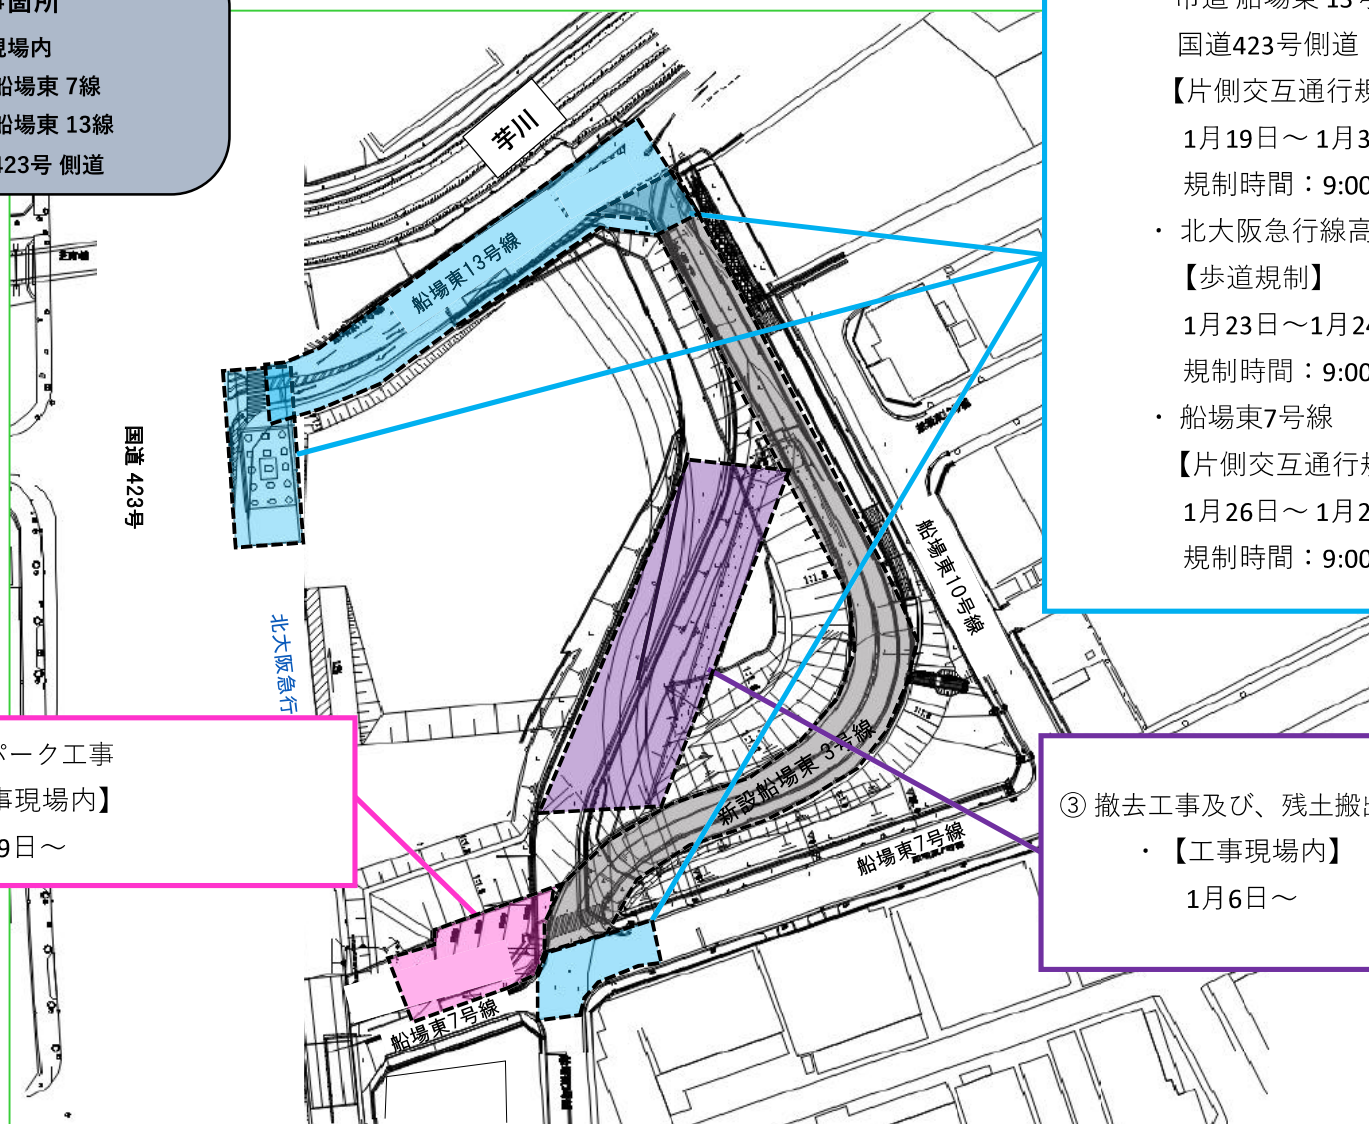 事箇所
現場内
船場東 7線
船場東 13線
423号 側道
国道423号側道
【片側交互通行規
1月19日～ 1月3
規制時間：9:00
・ 北大阪急行線高
【歩道規制】
1月23日～1月24
規制時間：9:00
・ 船場東7号線
【片側交互通行規
1月26日～ 1月2
規制時間：9:00
芋川
船場東13号線
国道 423号
船場東10号線
北大阪急行
パーク工事
事現場内】
9日～
新設船場東 3号線
船場東7号線
③ 撤去工事及び、残土搬出
・ 【工事現場内】
1月6日～
船場東7号線